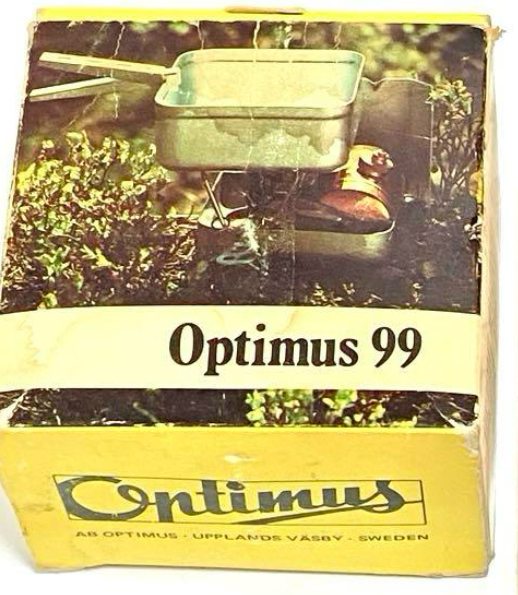 Optimus 99
Optimus
AB OPTIMUS · UPPLANDS VÄSBY · SWEDEN